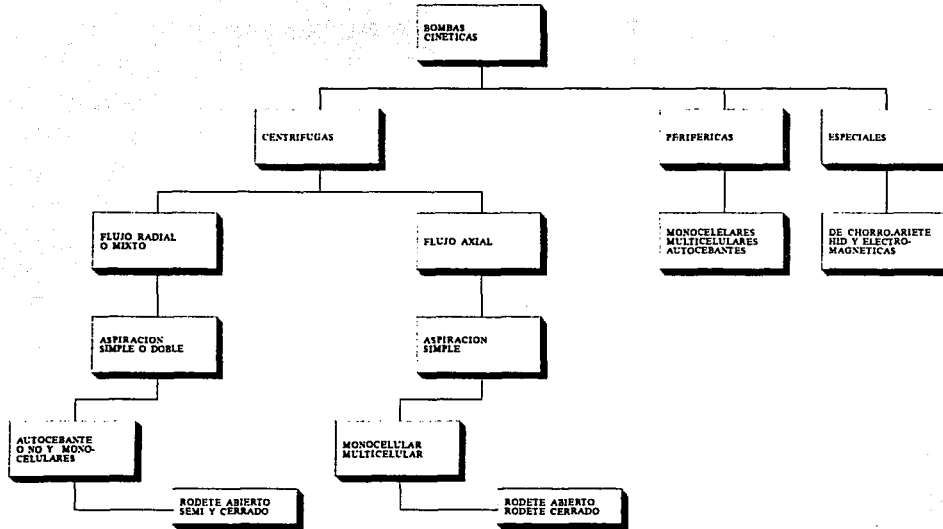 BOMBAS
CINETICAS
CENTRIFUGAS
PERIFERICAS
ESPECIALES
FLUJO RADIAL
O MIXTO
FLUJO AXIAL
MONOCELELARES
MULTICELULARES
AUTOCEBANTES
DE CHORRO.ARIETE
HID Y ELECTRO-
MAGNETICAS
ASPIRACION
SIMPLE O DOBLE
ASPIRACION
SIMPLE
AUTOCEBANTE
O NO Y MONO-
CELULARES
MONOCELULAR
MULTICELULAR
RODETE ABIERTO
SEMI Y CERRADO
RODETE ABIERTO
RODETE CERRADO